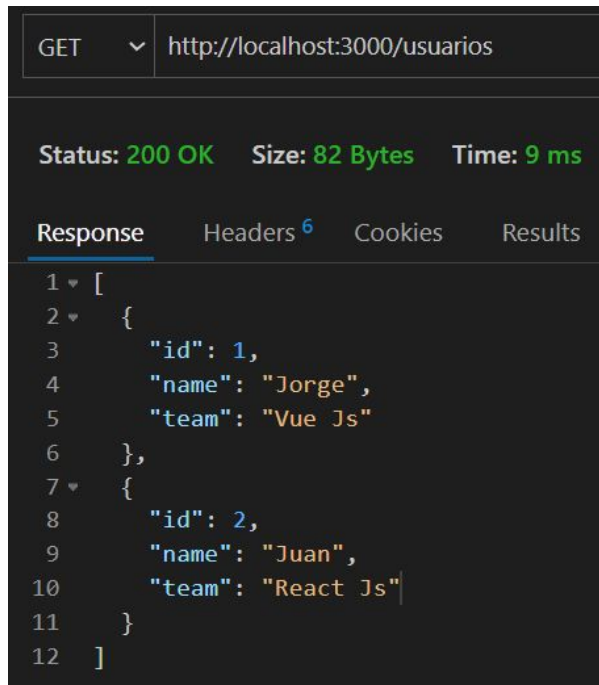 GET http://localhost:3000/usuarios
Status: 200 OK Size: 82 Bytes Time: 9 ms
Response Headers 6 Cookies Results
1 [
2 {
3 "id": 1,
4 "name": "Jorge",
5 "team": "Vue Js"
6 },
7 {
8 "id": 2,
9 "name": "Juan",
10 "team": "React Js"
11 }
12 ]